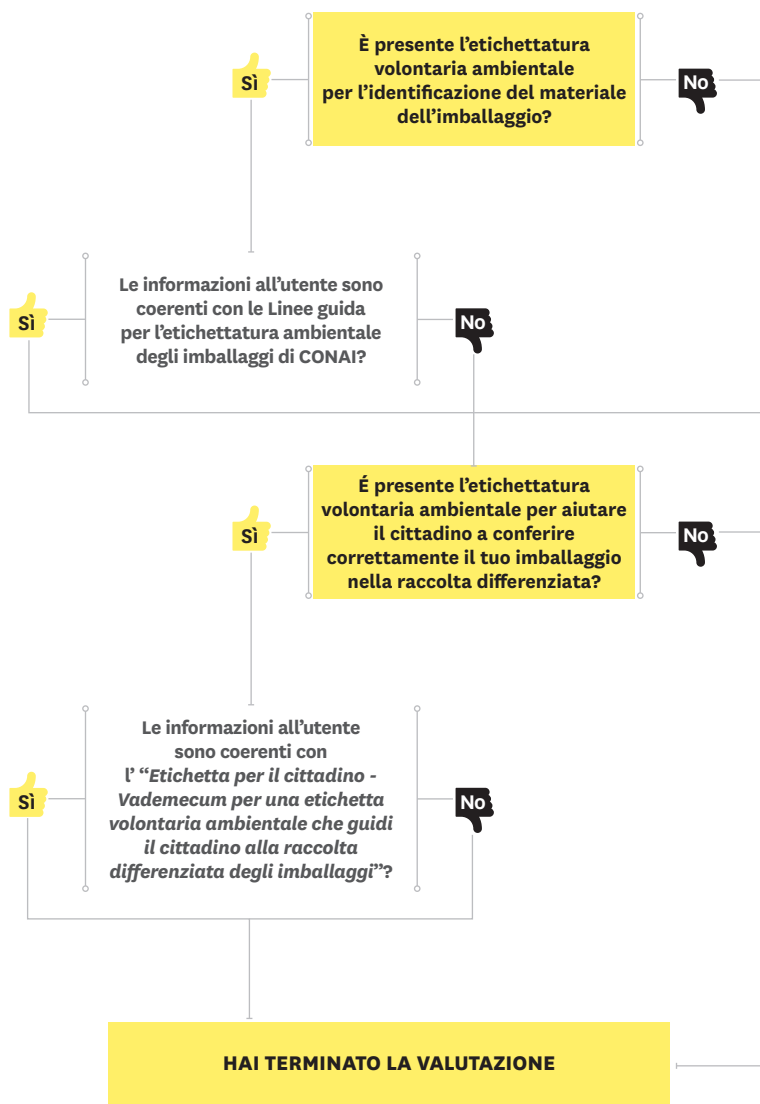 È presente l’etichettatura
volontaria ambientale
per l’identificazione del materiale
dell’imballaggio?
Sì
No
Le informazioni all’utente sono
coerenti con le Linee guida
per l’etichettatura ambientale
degli imballaggi di CONAI?
Sì
No
É presente l’etichettatura
volontaria ambientale per aiutare
il cittadino a conferire
correttamente il tuo imballaggio
nella raccolta differenziata?
Sì
No
Le informazioni all’utente
sono coerenti con
l’ “Etichetta per il cittadino -
Vademecum per una etichetta
volontaria ambientale che guidi
il cittadino alla raccolta
differenziata degli imballaggi”?
Sì
No
HAI TERMINATO LA VALUTAZIONE